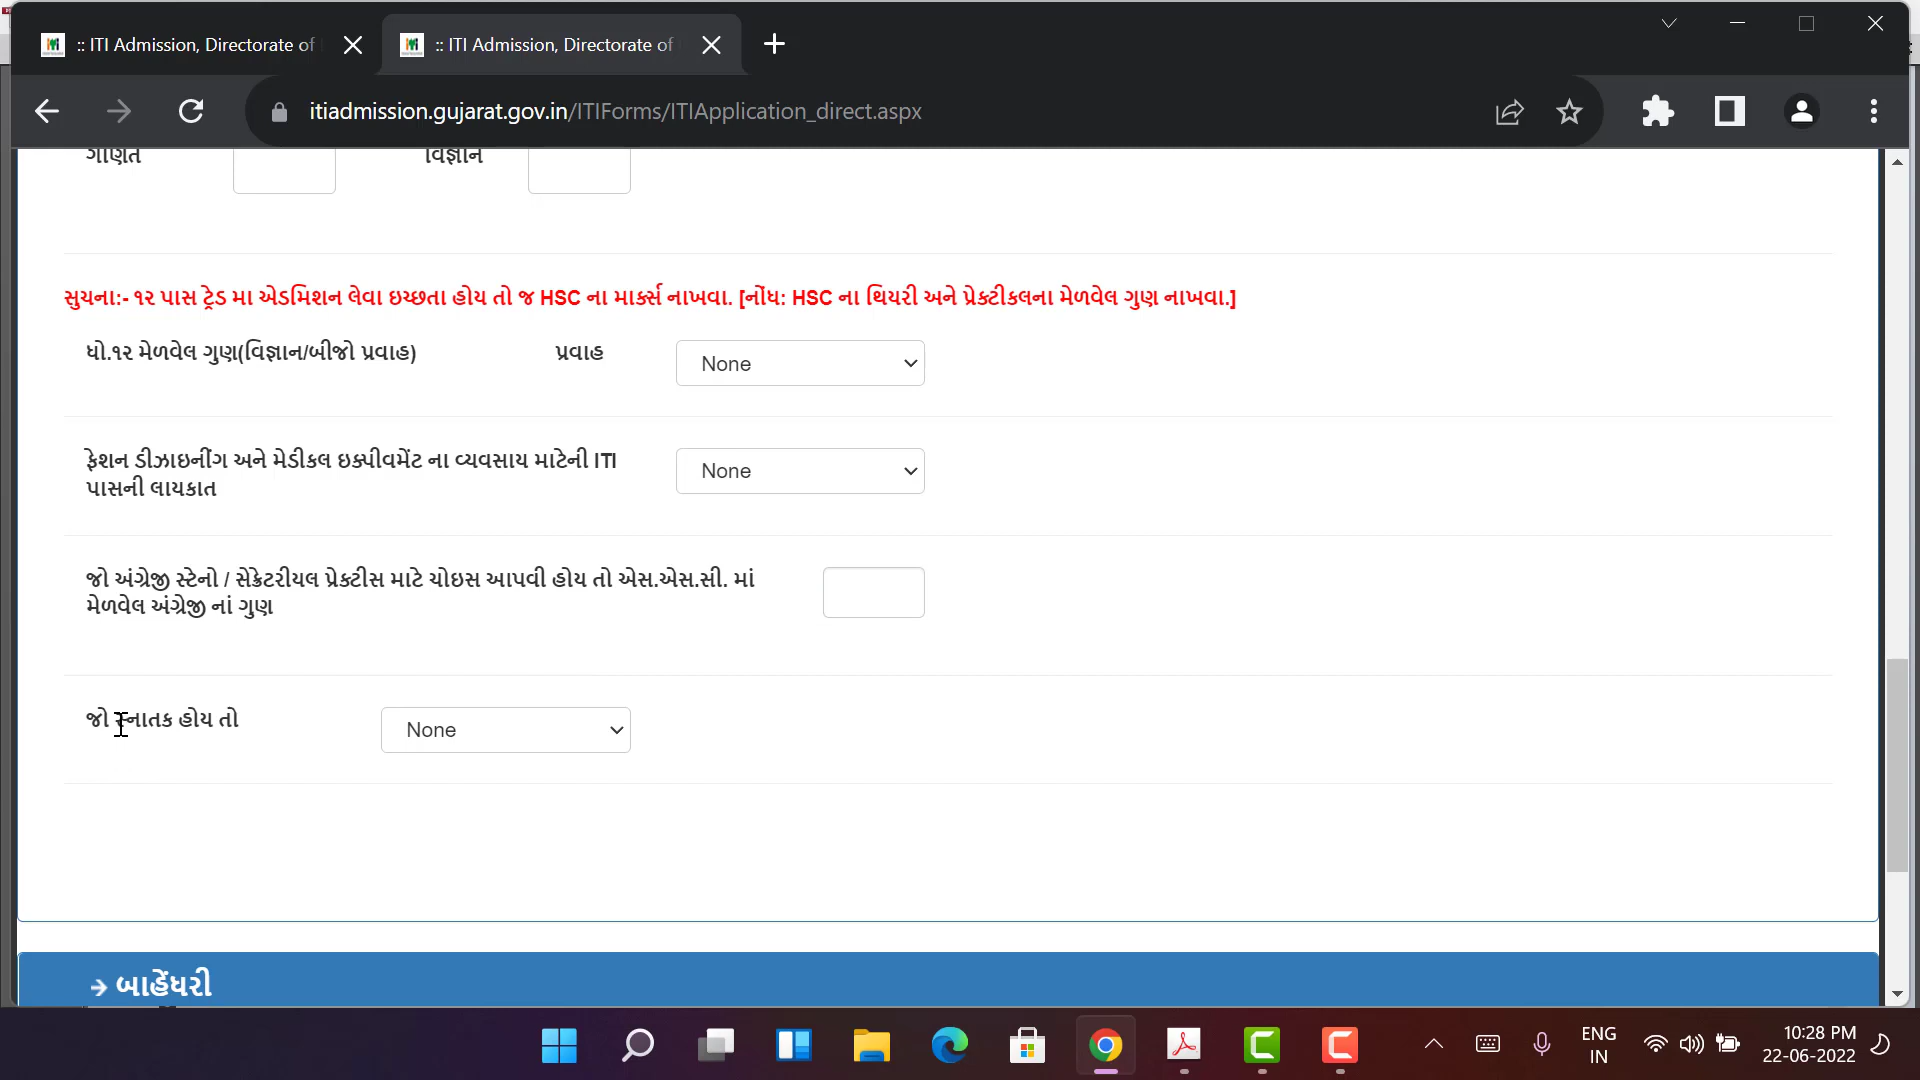 :: ITI Admission, Directorate of
:: ITI Admission, Directorate of
itiadmission.gujarat.gov.in/ITIForms/ITIApplication_direct.aspx
ગણિત વિજ્ઞાન
સુચના:- ૧૨ પાસ ટ્રેડ મા એડમિશન લેવા ઇચ્છતા હોય તો જ HSC ના માર્ક્સ નાખવા. [નોંધ: HSC ના થિયરી અને પ્રેક્ટીકલના મેળવેલ ગુણ નાખવા.]
ધો.૧૨ મેળવેલ ગુણ(વિજ્ઞાન/બીજો પ્રવાહ) પ્રવાહ None
ફેશન ડીઝાઇનીંગ અને મેડીકલ ઇક્પીવમેંટ ના વ્યવસાય માટેની ITI None
પાસની લાયકાત
જો અંગ્રેજી સ્ટેનો / સેક્રેટરીયલ પ્રેક્ટીસ માટે ચોઇસ આપવી હોય તો એસ.એસ.સી. માં
મેળવેલ અંગ્રેજી નાં ગુણ
જો સ્નાતક હોય તો None
બાહેંધરી
ENG
IN
10:28 PM
22-06-2022